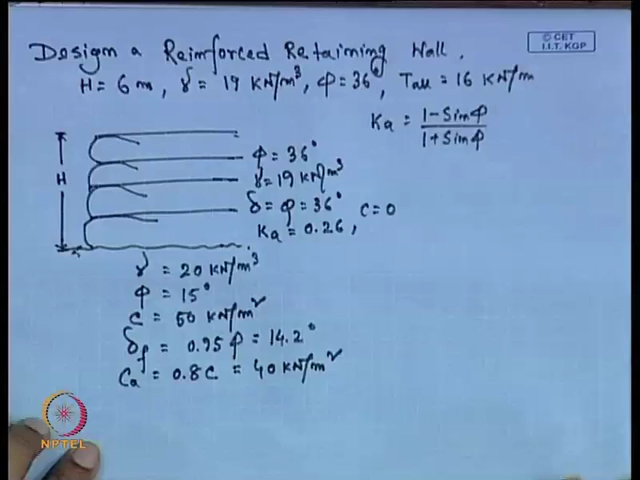 Design a Reinforced Retaining Wall.
© CET
I.I.T. KGP
H = 6 m, γ = 19 KN/m³, φ = 36°, Tall = 16 KN/m
Ka = 1 - Sinφ / 1 + Sinφ
H
φ = 36°
γ = 19 KN/m³
δ = φ = 36° C = 0
Ka = 0.26,
γ = 20 KN/m³
φ = 15°
C = 50 KN/m²
δf = 0.95 φ = 14.2°
Ca = 0.8C = 40 KN/m²
NPTEL